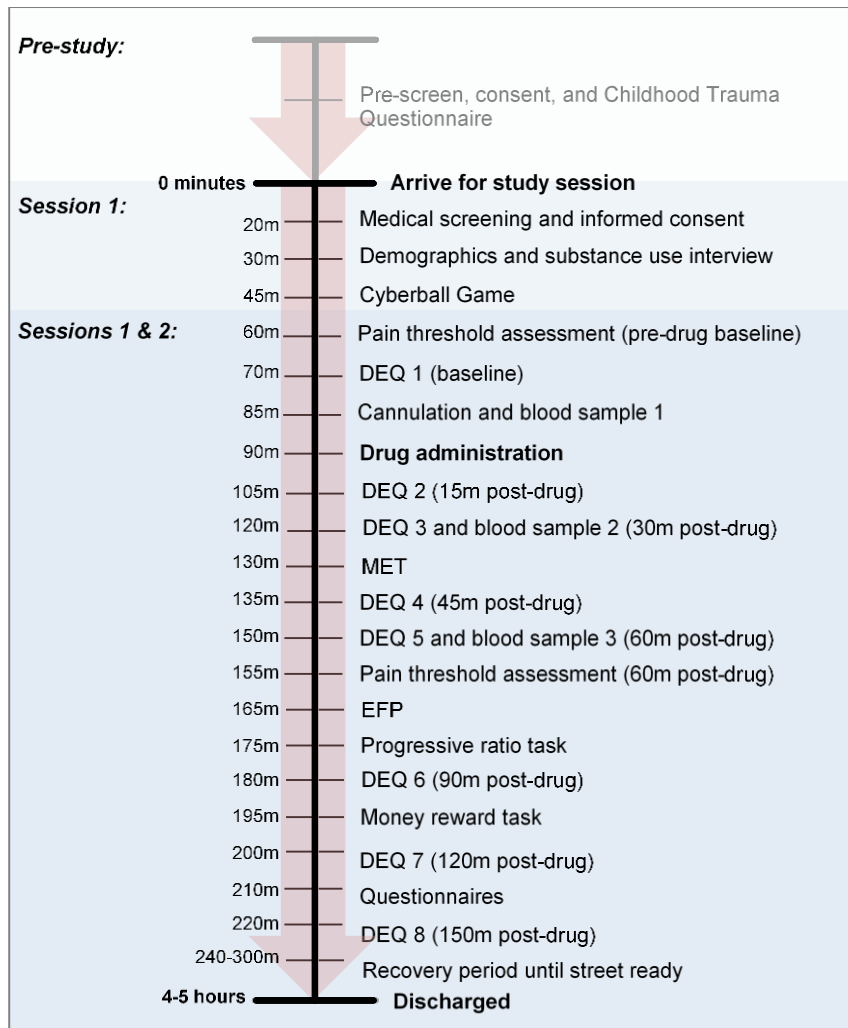 Pre-study:
Pre-screen, consent, and Childhood Trauma
Questionnaire
0 minutes Arrive for study session
Session 1:
20m Medical screening and informed consent
30m Demographics and substance use interview
45m Cyberball Game
Sessions 1 & 2:
60m Pain threshold assessment (pre-drug baseline)
70m DEQ 1 (baseline)
85m Cannulation and blood sample 1
90m Drug administration
105m DEQ 2 (15m post-drug)
120m DEQ 3 and blood sample 2 (30m post-drug)
130m MET
135m DEQ 4 (45m post-drug)
150m DEQ 5 and blood sample 3 (60m post-drug)
155m Pain threshold assessment (60m post-drug)
165m EFP
175m Progressive ratio task
180m DEQ 6 (90m post-drug)
195m Money reward task
200m DEQ 7 (120m post-drug)
210m Questionnaires
220m DEQ 8 (150m post-drug)
240-300m Recovery period until street ready
4-5 hours Discharged